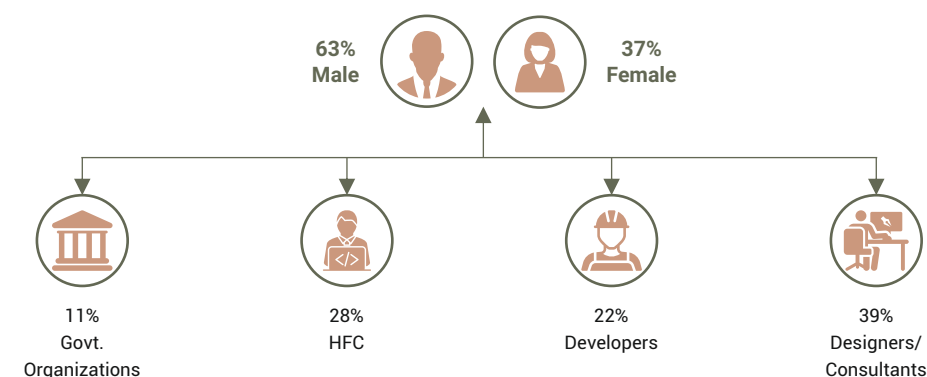 63%
Male
37%
Female
11%
Govt.
Organizations
28%
HFC
22%
Developers
39%
Designers/
Consultants